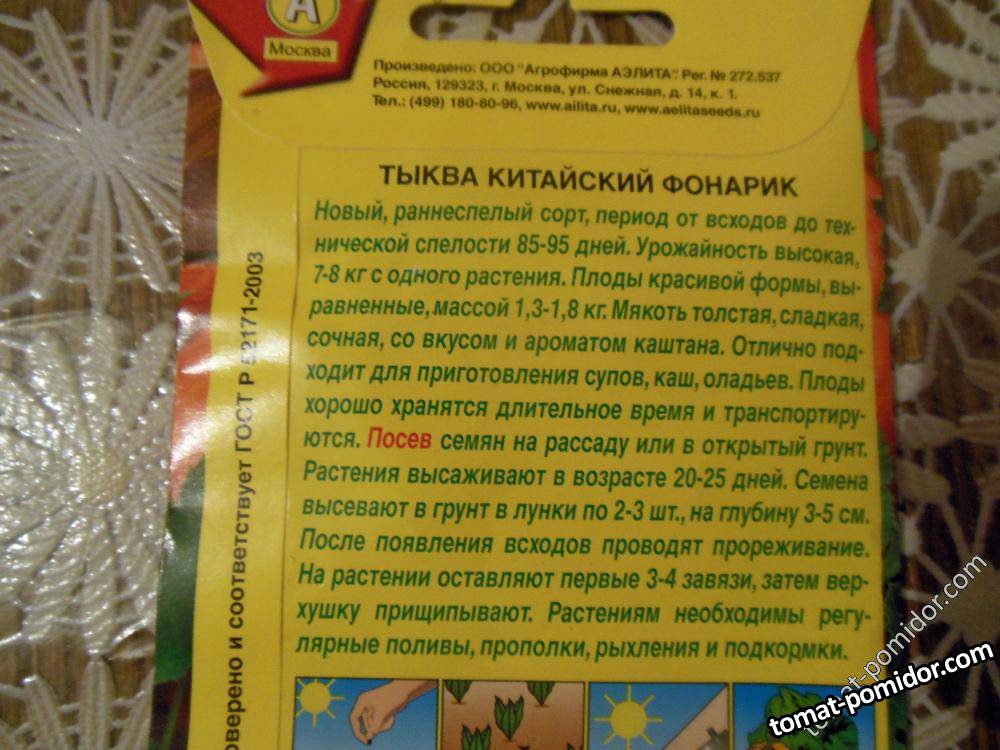 А
Москва
Произведено: ООО "Агрофирма АЭЛИТА". Рег. № 272.537
Россия, 129323, г. Москва, ул. Снежная, д. 14, к. 1.
Тел.: (499) 180-80-96, www.ailita.ru, www.aelitaseeds.ru
ТЫКВА КИТАЙСКИЙ ФОНАРИК
Новый, раннеспелый сорт, период от всходов до тех-
нической спелости 85-95 дней. Урожайность высокая,
7-8 кг с одного растения. Плоды красивой формы, вы-
равненные, массой 1,3-1,8 кг. Мякоть толстая, сладкая,
сочная, со вкусом и ароматом каштана. Отлично под-
ходит для приготовления супов, каш, оладьев. Плоды
хорошо хранятся длительное время и транспортиру-
ются. Посев семян на рассаду или в открытый грунт.
Растения высаживают в возрасте 20-25 дней. Семена
высевают в грунт в лунки по 2-3 шт., на глубину 3-5 см.
После появления всходов проводят прореживание.
На растении оставляют первые 3-4 завязи, затем вер-
хушку прищипывают. Растениям необходимы регу-
лярные поливы, прополки, рыхления и подкормки.
оверено и соответствует ГОСТ Р 52171-2003
tomat-pomidor.com
tomat-pomidor.com